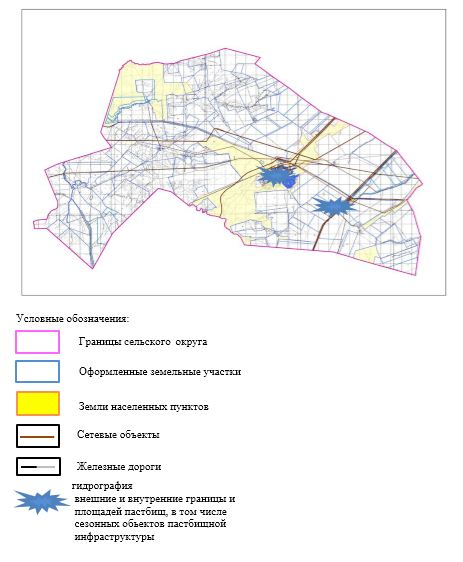 Условные обозначения:
Границы сельского округа
Оформленные земельные участки
Земли населенных пунктов
Сетевые объекты
Железные дороги
гидрография
внешние и внутренние границы и
площадей пастбищ, в том числе
сезонных обьектов пастбищной
инфраструктуры